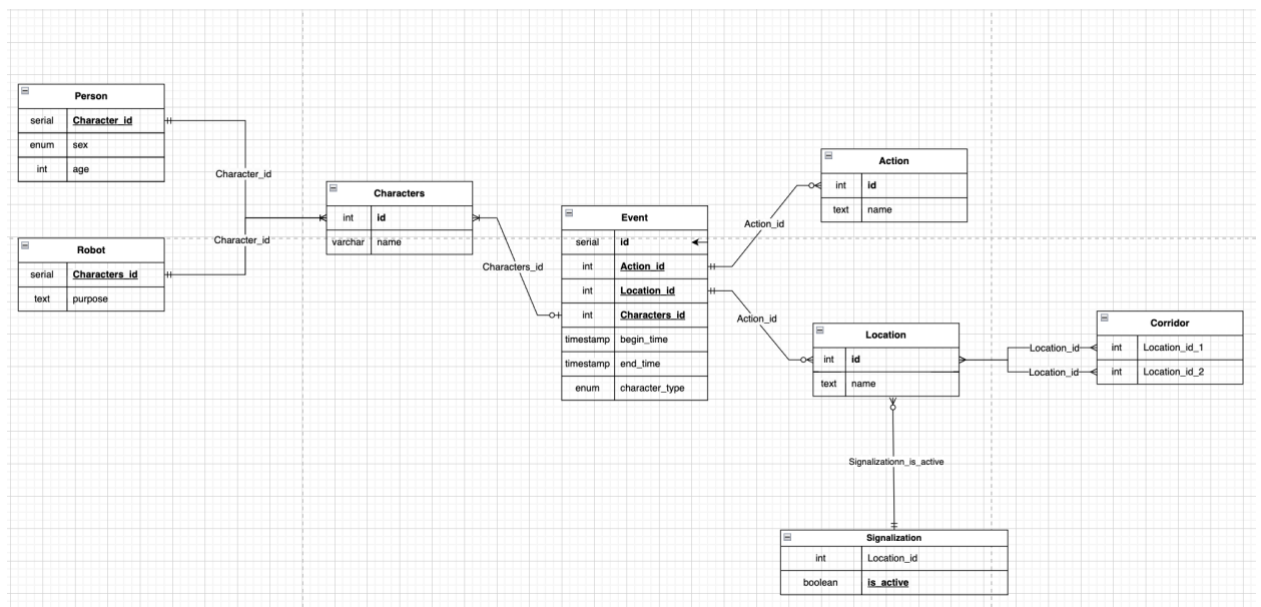 Person
serial Character_id
enum sex
int age
Character_id
Robot
serial Characters_id
text purpose
Character_id
Characters
int id
varchar name
Characters_id
Event
serial id
int Action_id
int Location_id
int Characters_id
timestamp begin_time
timestamp end_time
enum character_type
Action
int id
text name
Action_id
Action_id
Location
int id
text name
Corridor
int Location_id_1
int Location_id_2
Location_id
Location_id
Signalizationn_is_active
Signalization
int Location_id
boolean is_active